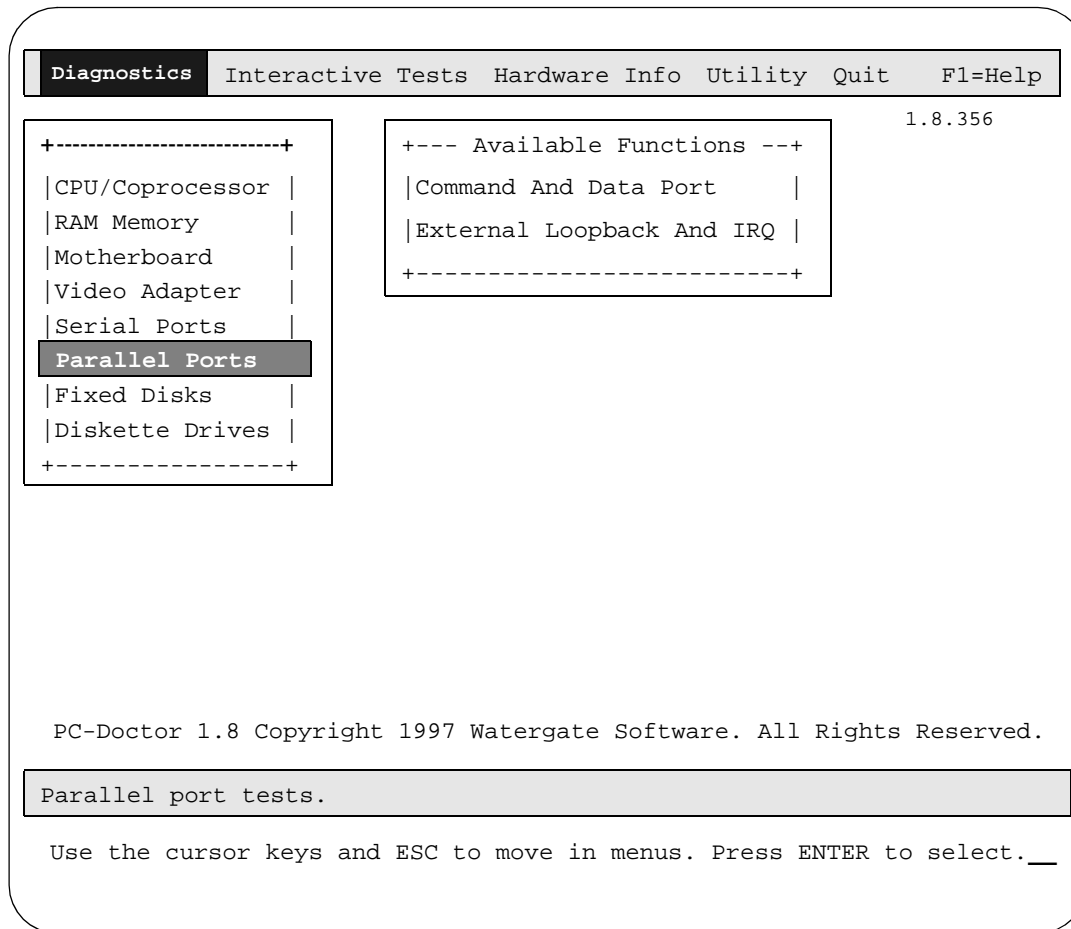 Diagnostics Interactive Tests Hardware Info Utility Quit F1=Help
1.8.356
+----------------------------+
|CPU/Coprocessor |
|RAM Memory |
|Motherboard |
|Video Adapter |
|Serial Ports |
Parallel Ports
|Fixed Disks |
|Diskette Drives |
+----------------+
+--- Available Functions --+
|Command And Data Port |
|External Loopback And IRQ |
+--------------------------+
PC-Doctor 1.8 Copyright 1997 Watergate Software. All Rights Reserved.
Parallel port tests.
Use the cursor keys and ESC to move in menus. Press ENTER to select.__